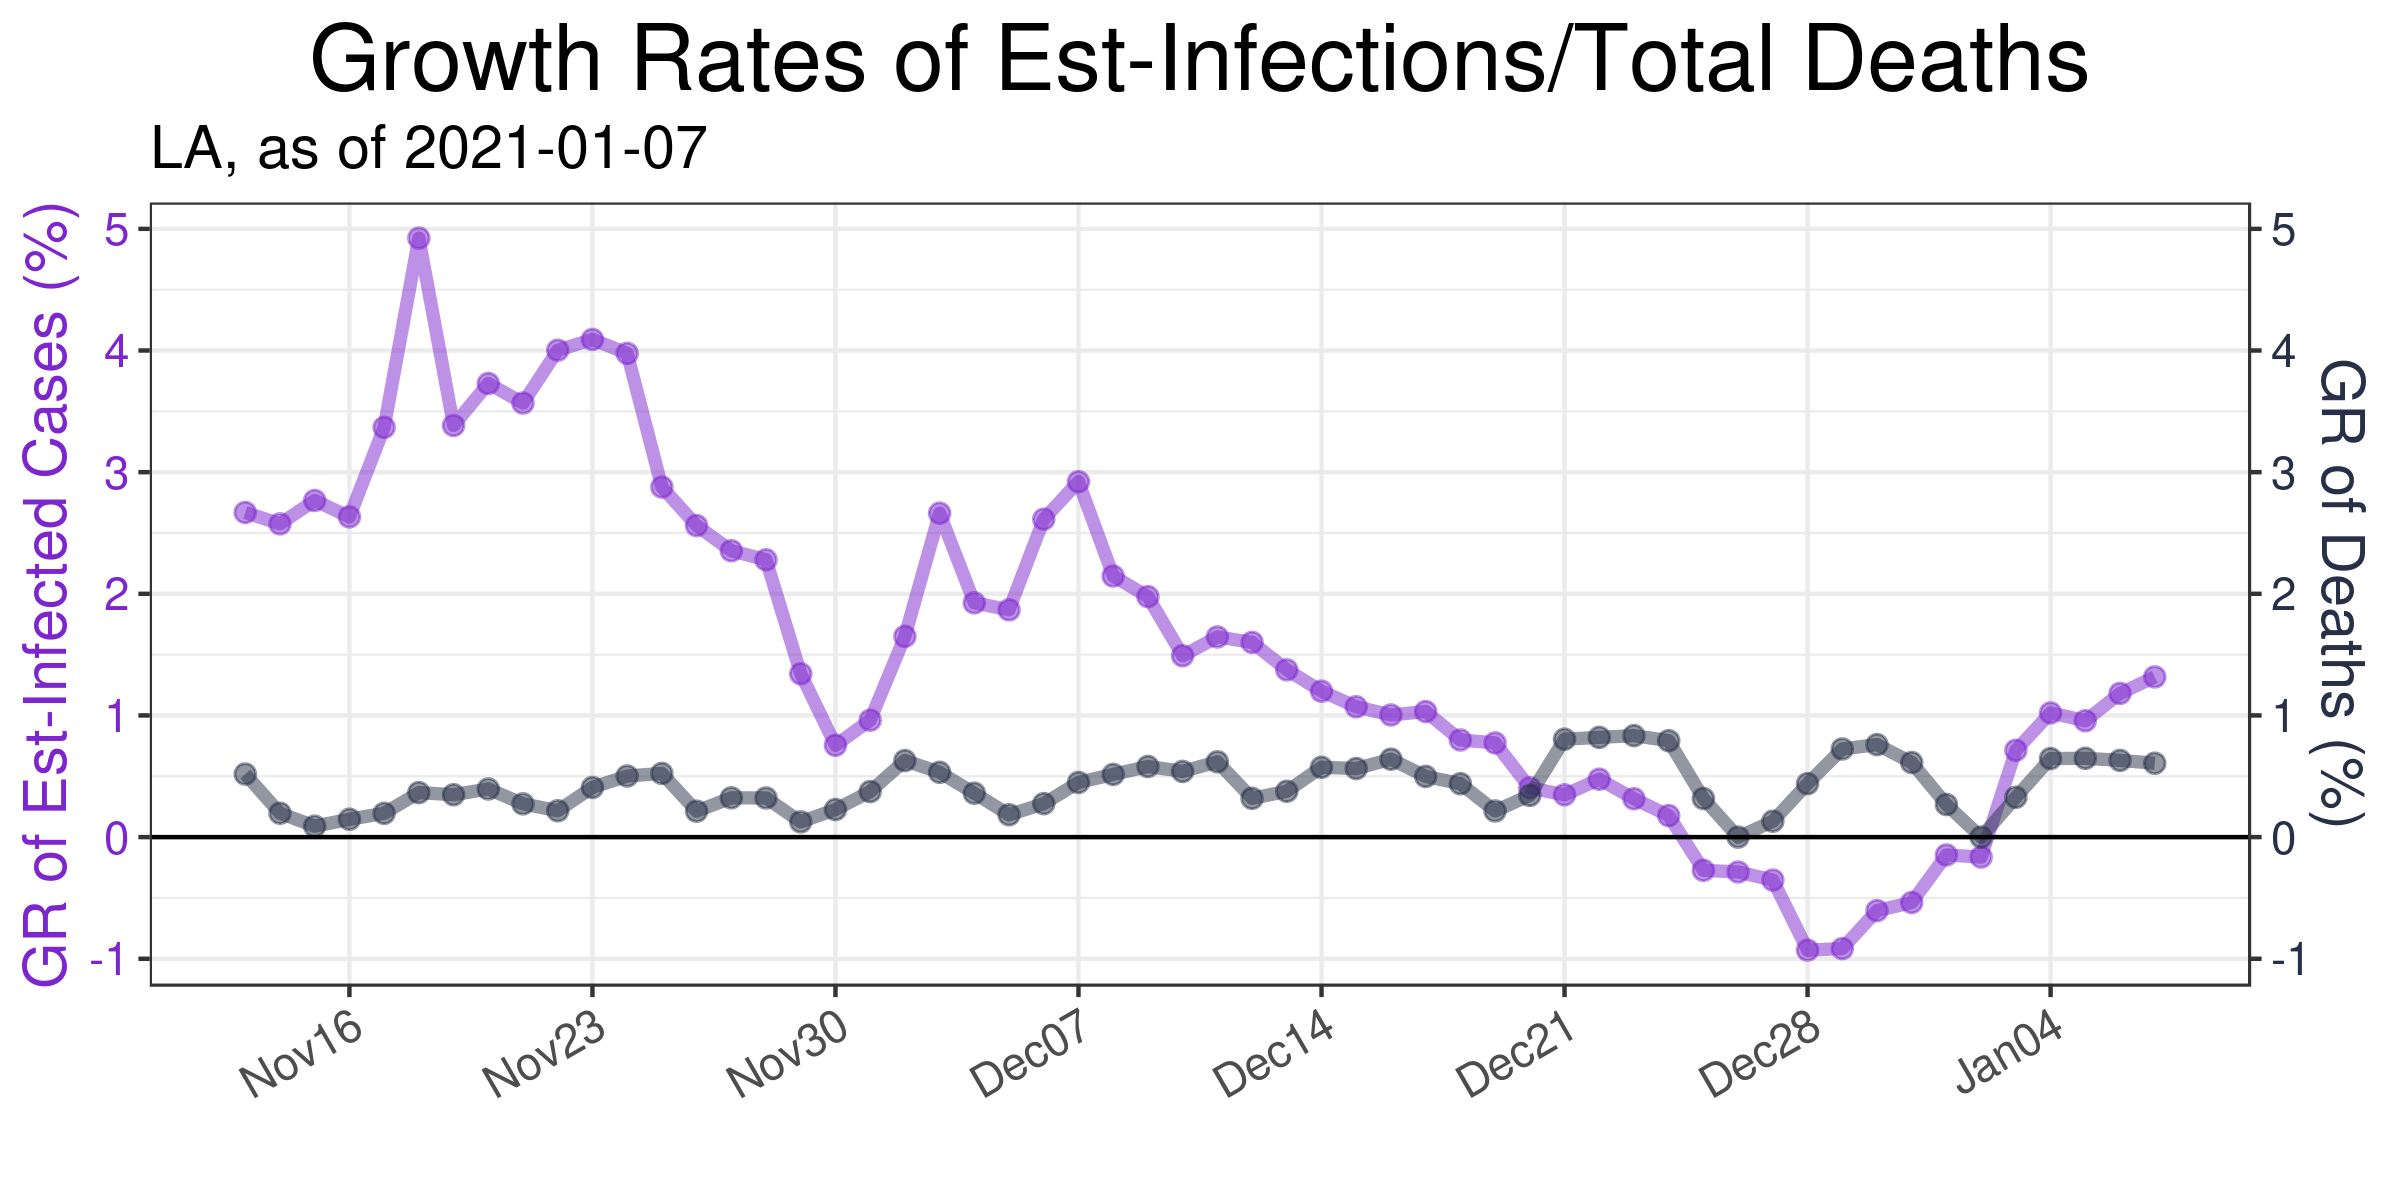 Growth Rates of Est-Infections/Total Deaths
LA, as of 2021-01-07
GR of Est-Infected Cases (%)
5
4
3
2
1
0
-1
5
4
3
2
1
0
-1
GR of Deaths (%)
Nov16
Nov23
Nov30
Dec07
Dec14
Dec21
Dec28
Jan04